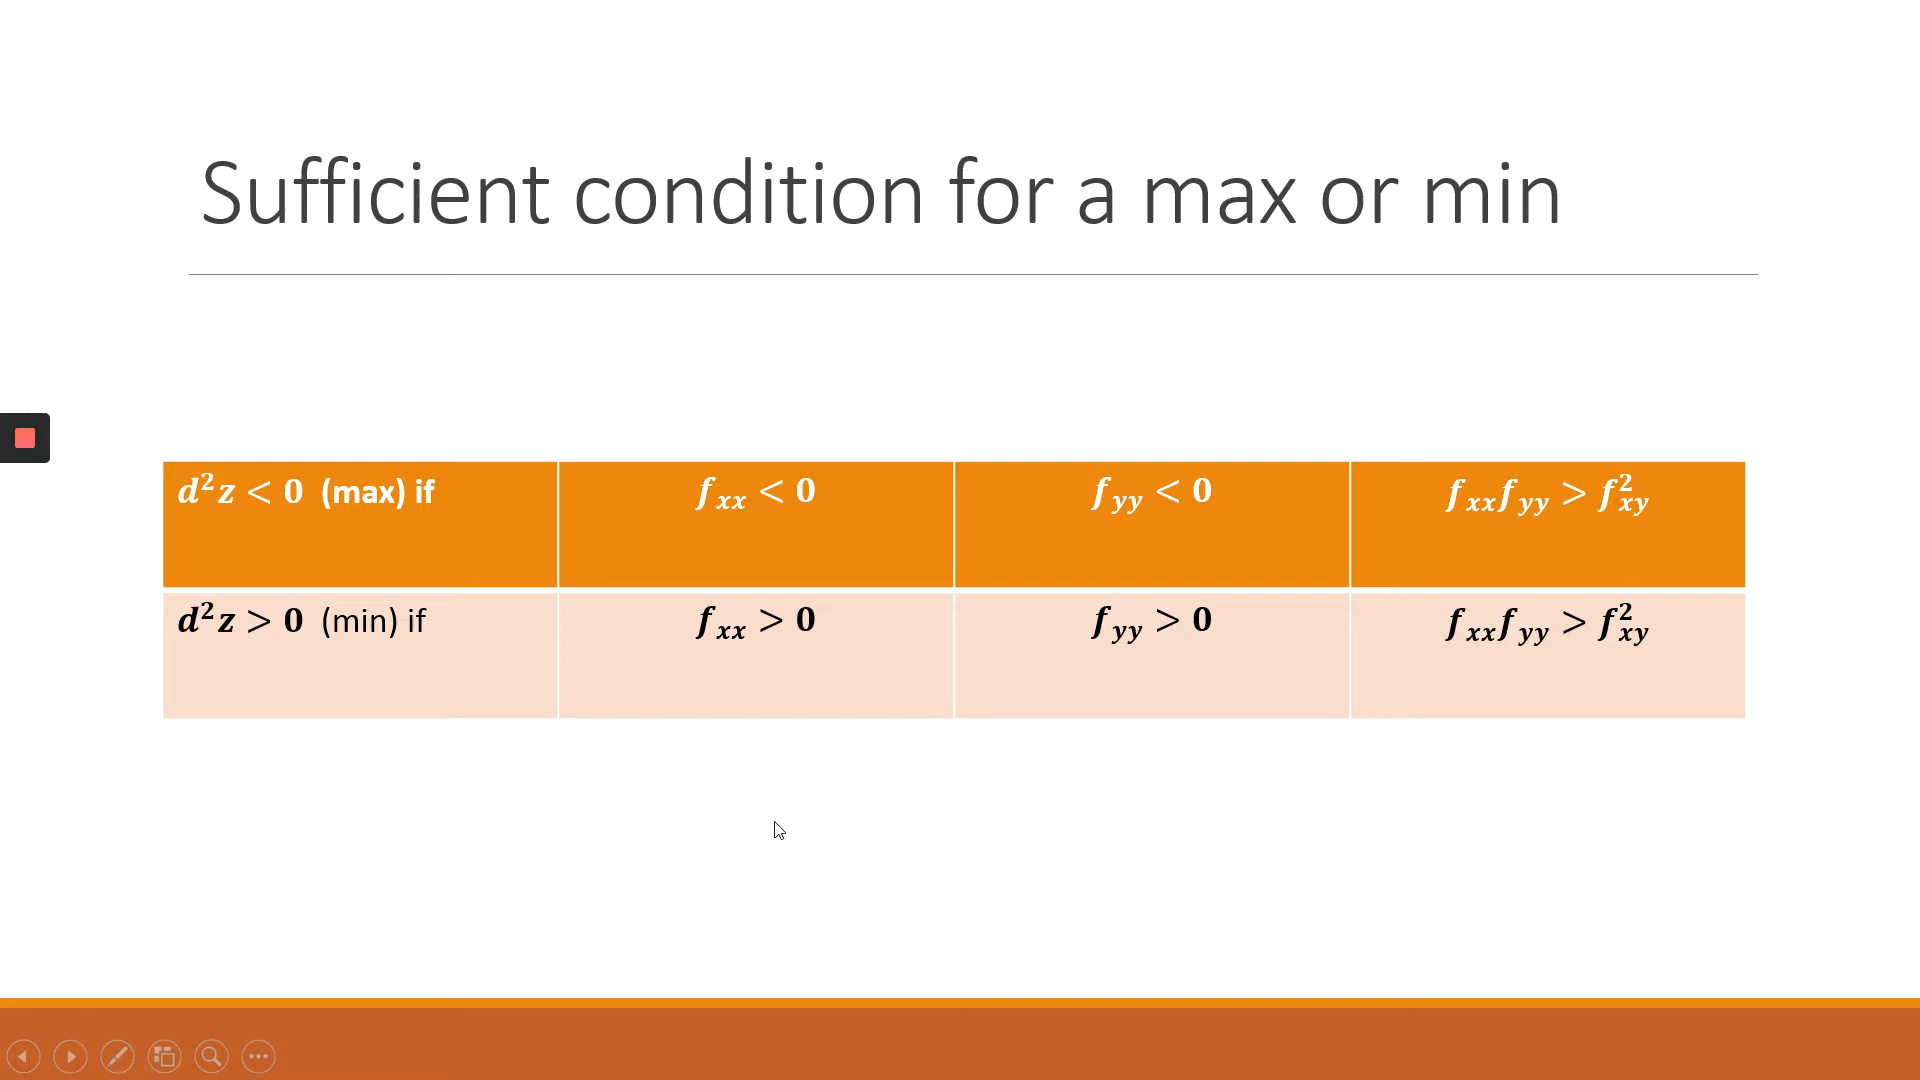 Sufficient condition for a max or min
d²z < 0 (max) if
f_xx < 0
f_yy < 0
f_xx f_yy > f²_xy
d²z > 0 (min) if
f_xx > 0
f_yy > 0
f_xx f_yy > f²_xy